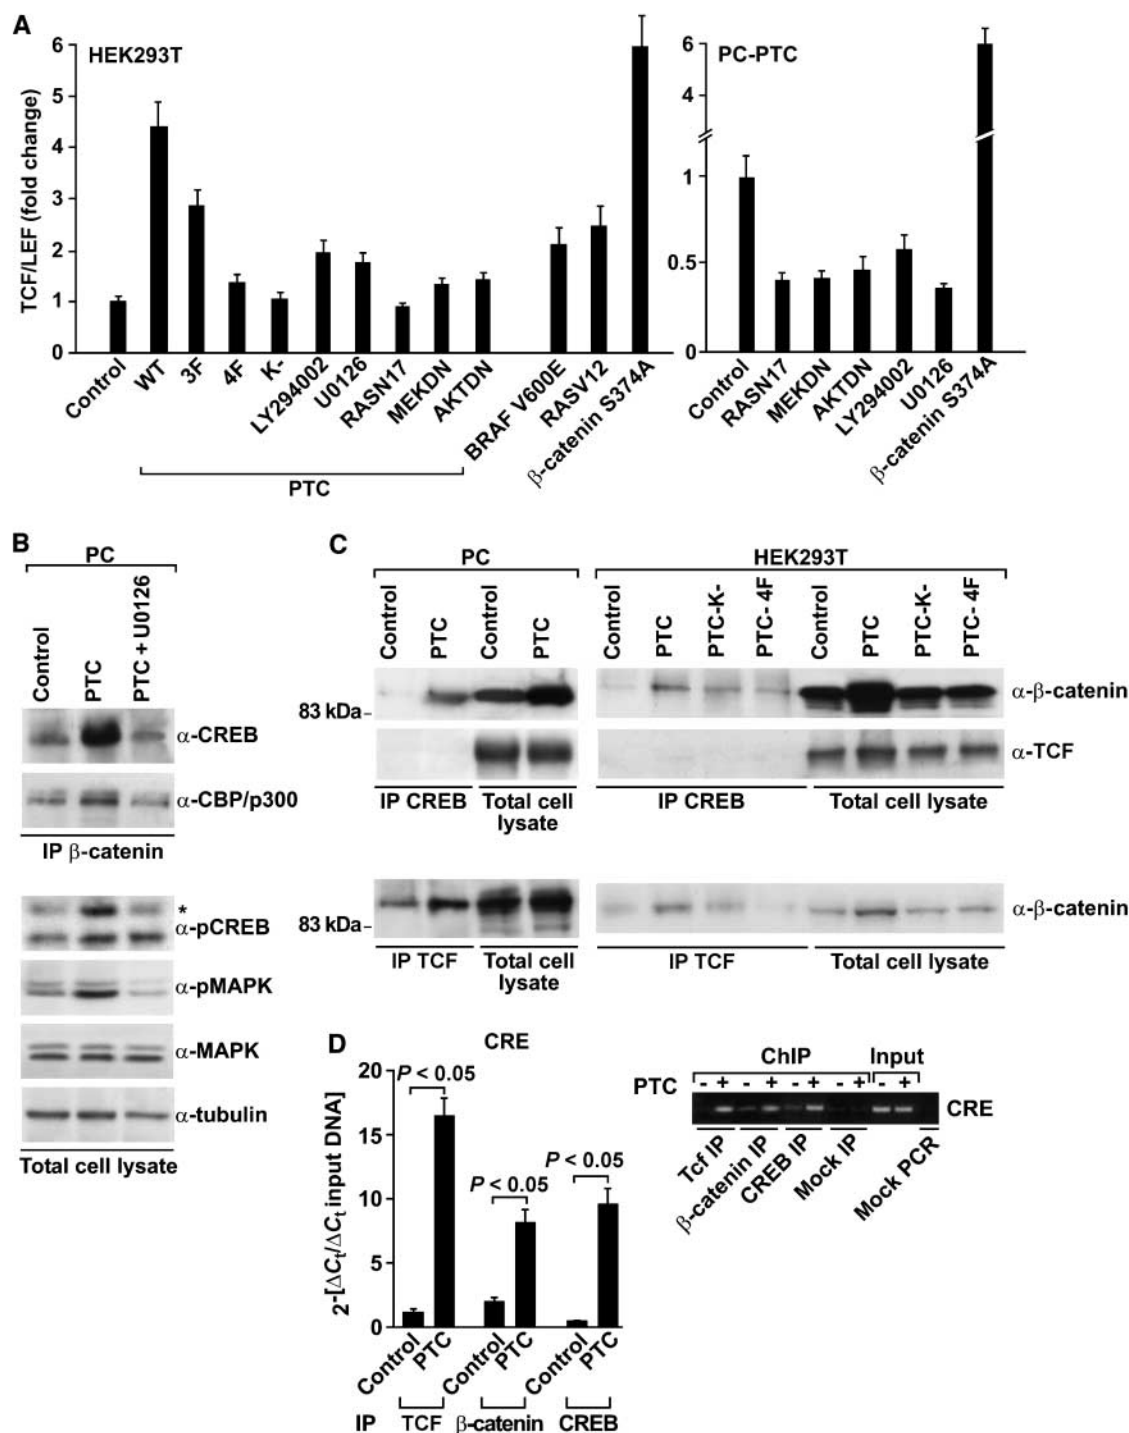 A
HEK293T
TCF/LEF (fold change)
6
5
4
3
2
1
0
Control
WT
3F
4F
K-
LY294002
U0126
RASN17
MEKDN
AKTDN
BRAF V600E
RASV12
β-catenin S374A
PTC
PC-PTC
6
4
1
0.5
0
Control
RASN17
MEKDN
AKTDN
LY294002
U0126
β-catenin S374A
B
PC
Control
PTC
PTC + U0126
α-CREB
α-CBP/p300
IP β-catenin
*
α-pCREB
α-pMAPK
α-MAPK
α-tubulin
Total cell lysate
C
PC
HEK293T
Control
PTC
Control
PTC
Control
PTC
PTC-K-
PTC- 4F
Control
PTC
PTC-K-
PTC- 4F
83 kDa
α-β-catenin
α-TCF
IP CREB
Total cell
lysate
IP CREB
Total cell lysate
83 kDa
α-β-catenin
IP TCF
Total cell
lysate
IP TCF
Total cell lysate
D
CRE
2-[ΔCt/ΔCt input DNA]
20
15
10
5
0
P < 0.05
P < 0.05
P < 0.05
Control
PTC
Control
PTC
Control
PTC
IP TCF β-catenin CREB
ChIP Input
PTC - + - + - + - + - +
CRE
Tcf IP
β-catenin IP
CREB IP
Mock IP
Mock PCR